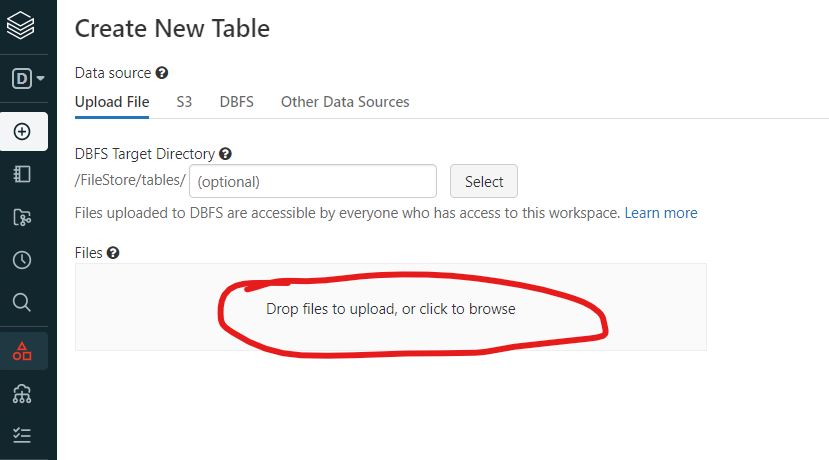 Create New Table
D
Data source
Upload File S3 DBFS Other Data Sources
DBFS Target Directory
/FileStore/tables/ (optional) Select
Files uploaded to DBFS are accessible by everyone who has access to this workspace. Learn more
Files
Drop files to upload, or click to browse